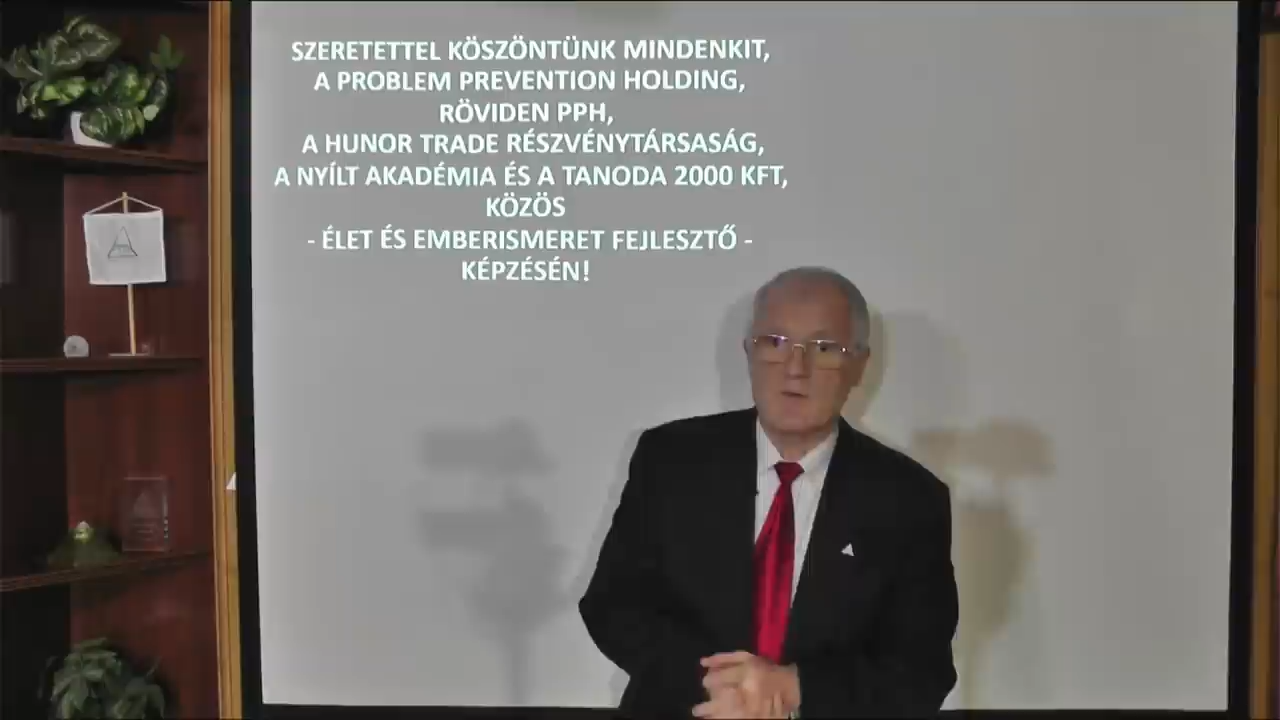 SZERETETTEL KÖSZÖNTÜNK MINDENKIT,
A PROBLEM PREVENTION HOLDING,
RÖVIDEN PPH,
A HUNOR TRADE RÉSZVÉNYTÁRSASÁG,
A NYÍLT AKADÉMIA ÉS A TANODA 2000 KFT,
KÖZÖS
- ÉLET ÉS EMBERISMERET FEJLESZTŐ -
KÉPZÉSÉN!